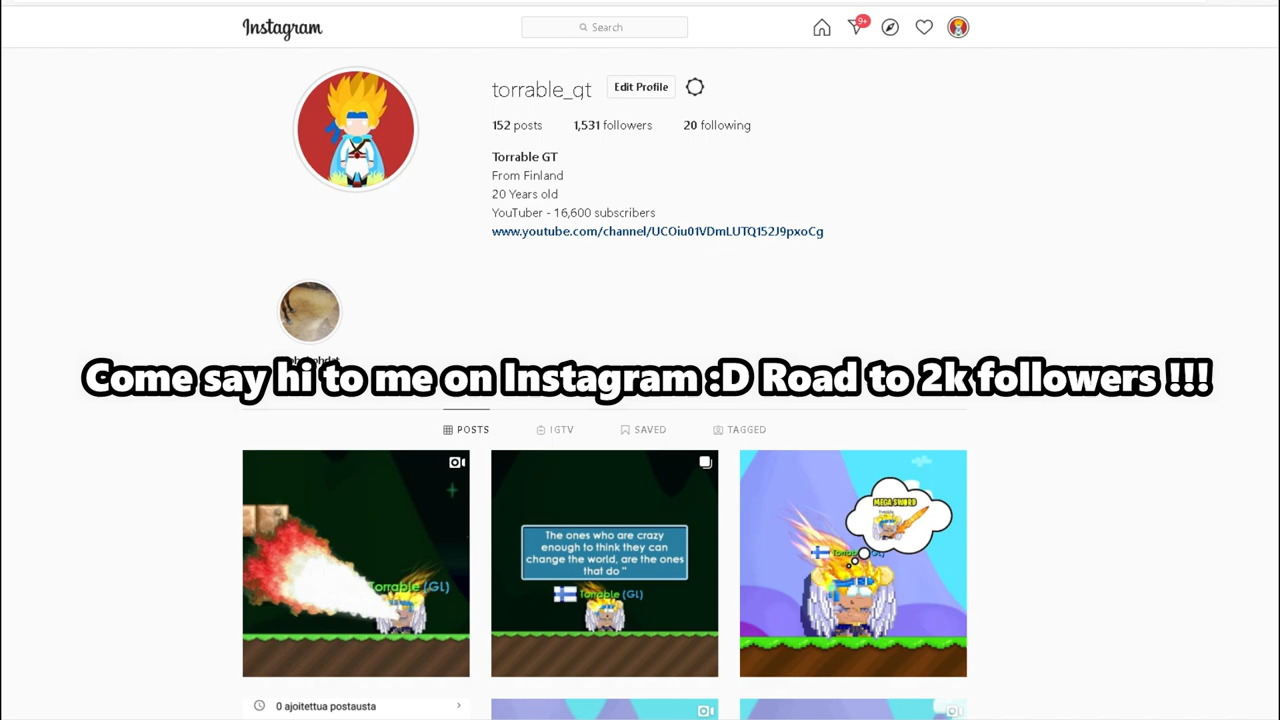 Instagram
Search
9+
torrable_gt
Edit Profile
152 posts
1,531 followers
20 following
Torrable GT
From Finland
20 Years old
YouTuber - 16,600 subscribers
www.youtube.com/channel/UCOiu01VDmLUTQ152J9pxoCg
Come say hi to me on Instagram :D Road to 2k followers !!!
POSTS
IGTV
SAVED
TAGGED
Torrable (GL)
The ones who are crazy
enough to think they can
change the world, are the ones
that do "
Torrable (GL)
MEGA SWORD
0 ajoitettua postausta